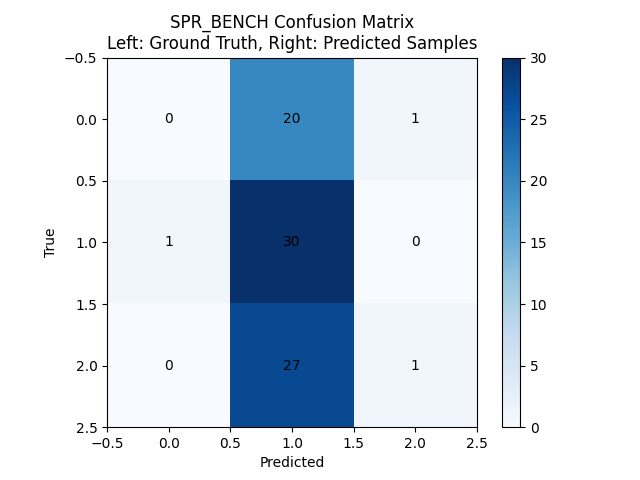 SPR_BENCH Confusion Matrix
Left: Ground Truth, Right: Predicted Samples
−0.5
0.0
0.5
1.0
1.5
2.0
2.5
True
0 20 1
1 30 0
0 27 1
−0.5 0.0 0.5 1.0 1.5 2.0 2.5
Predicted
30
25
20
15
10
5
0